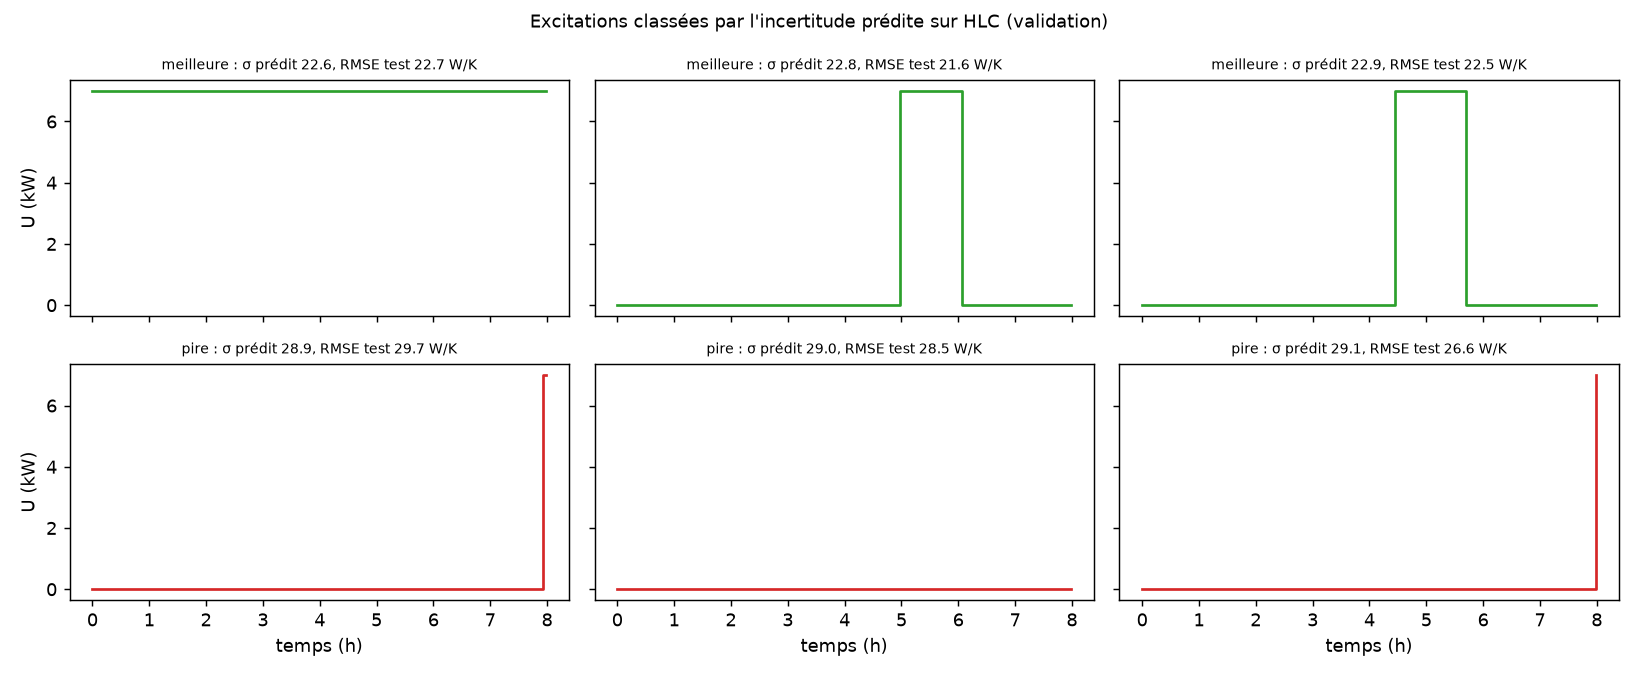 Excitations classées par l'incertitude prédite sur HLC (validation)
meilleure : σ prédit 22.6, RMSE test 22.7 W/K
meilleure : σ prédit 22.8, RMSE test 21.6 W/K
meilleure : σ prédit 22.9, RMSE test 22.5 W/K
6
4
2
0
U (kW)
pire : σ prédit 28.9, RMSE test 29.7 W/K
pire : σ prédit 29.0, RMSE test 28.5 W/K
pire : σ prédit 29.1, RMSE test 26.6 W/K
6
4
2
0
U (kW)
0 1 2 3 4 5 6 7 8
0 1 2 3 4 5 6 7 8
0 1 2 3 4 5 6 7 8
temps (h)
temps (h)
temps (h)